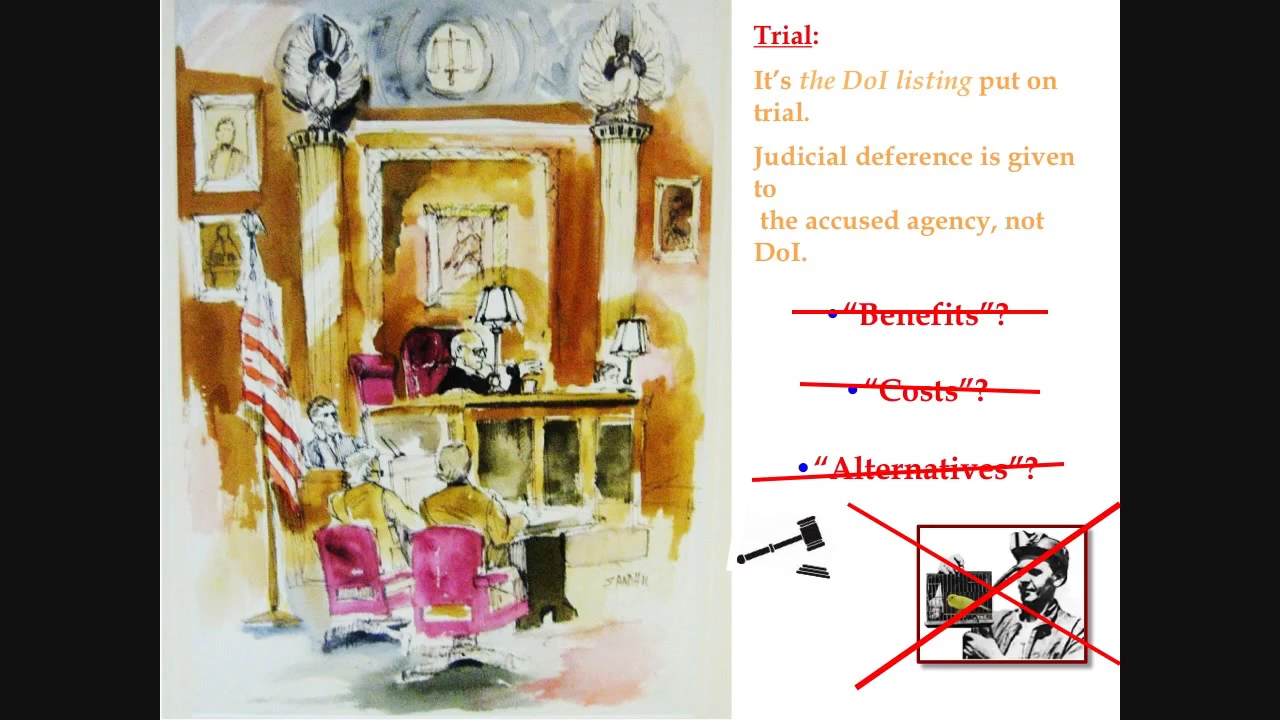 Trial:
It’s the DoI listing put on
trial.
Judicial deference is given
to
the accused agency, not
DoI.
•“Benefits”?
• “Costs”?
•“Alternatives”?